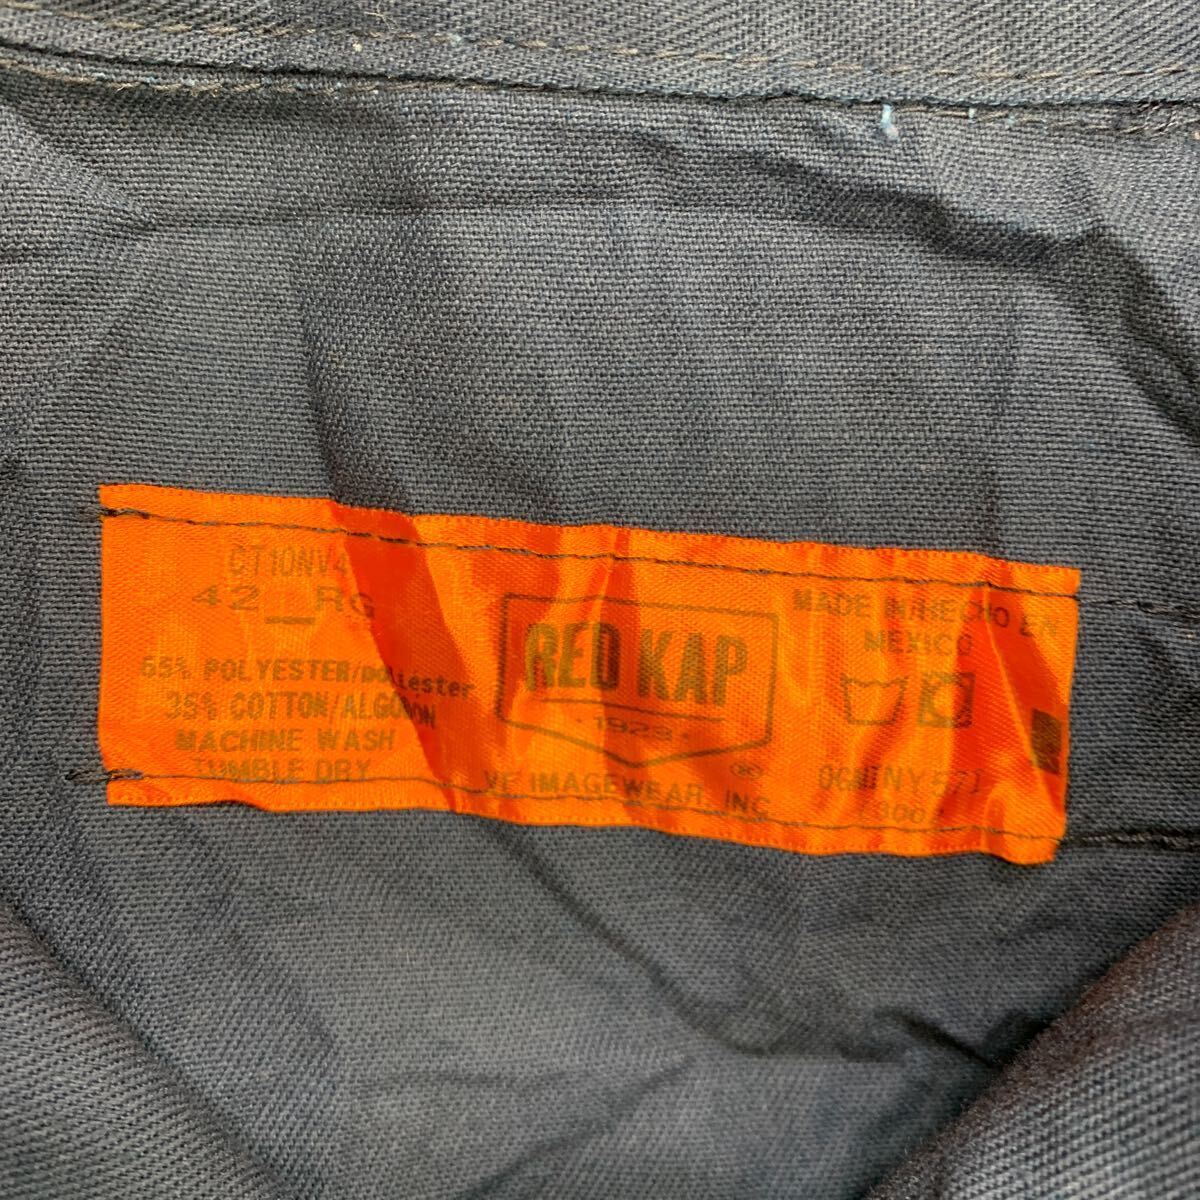 CT10NV4
42 RG
65% POLYESTER/poliéster
35% COTTON/ALGODON
MACHINE WASH
TUMBLE DRY
RED KAP
· 1923 ·
®
VF IMAGEWEAR, INC
MADE IN/HECHO EN
MEXICO